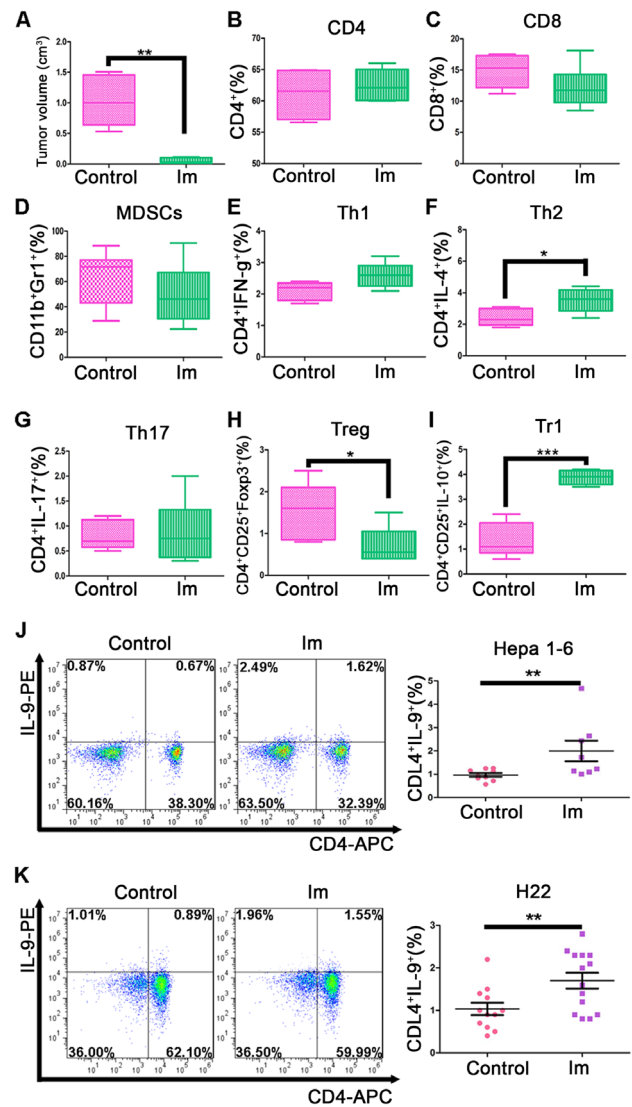 A
Tumor volume (cm³)
2.0
1.5
1.0
0.5
0.0
**
Control Im
B
CD4
CD4⁺(%)
70
65
60
55
50
Control Im
C
CD8
CD8⁺(%)
20
15
10
5
0
Control Im
D
MDSCs
CD11b⁺Gr1⁺(%)
100
80
60
40
20
0
Control Im
E
Th1
CD4⁺IFN-g⁺(%)
4
3
2
1
0
Control Im
F
Th2
CD4⁺IL-4⁺(%)
8
6
4
2
0
*
Control Im
G
Th17
CD4⁺IL-17⁺(%)
2.5
2.0
1.5
1.0
0.5
0.0
Control Im
H
Treg
CD4⁺CD25⁺Foxp3⁺(%)
3
2
1
0
*
Control Im
I
Tr1
CD4⁺CD25⁺IL-10⁺(%)
5
4
3
2
1
0
***
Control Im
J
Control Im
IL-9-PE
0.87% 0.67%
60.16% 38.30%
2.49% 1.62%
63.50% 32.39%
CD4-APC
Hepa 1-6
CDL4⁺IL-9⁺(%)
5
4
3
2
1
0
**
Control Im
K
Control Im
IL-9-PE
1.01% 0.89%
36.00% 62.10%
1.96% 1.55%
36.50% 59.99%
CD4-APC
H22
CDL4⁺IL-9⁺(%)
3
2
1
0
**
Control Im